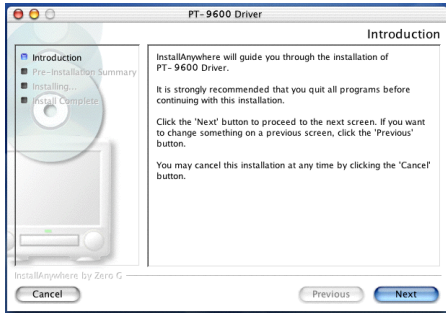 PT-9600 Driver
Introduction
Introduction
Pre-Installation Summary
Installing...
Install Complete
InstallAnywhere will guide you through the installation of
PT-9600 Driver.
It is strongly recommended that you quit all programs before
continuing with this installation.
Click the 'Next' button to proceed to the next screen. If you want
to change something on a previous screen, click the 'Previous'
button.
You may cancel this installation at any time by clicking the 'Cancel'
button.
InstallAnywhere by Zero G
Cancel
Previous
Next